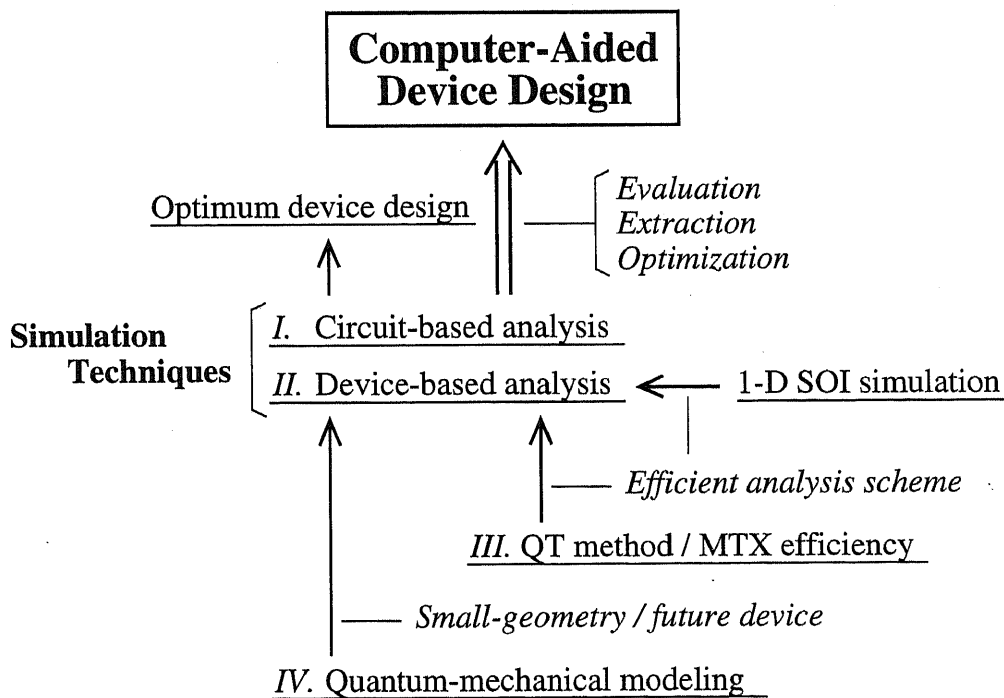 Computer-Aided
Device Design
Optimum device design
Evaluation
Extraction
Optimization
Simulation
Techniques
I. Circuit-based analysis
II. Device-based analysis
1-D SOI simulation
Efficient analysis scheme
III. QT method / MTX efficiency
Small-geometry / future device
IV. Quantum-mechanical modeling